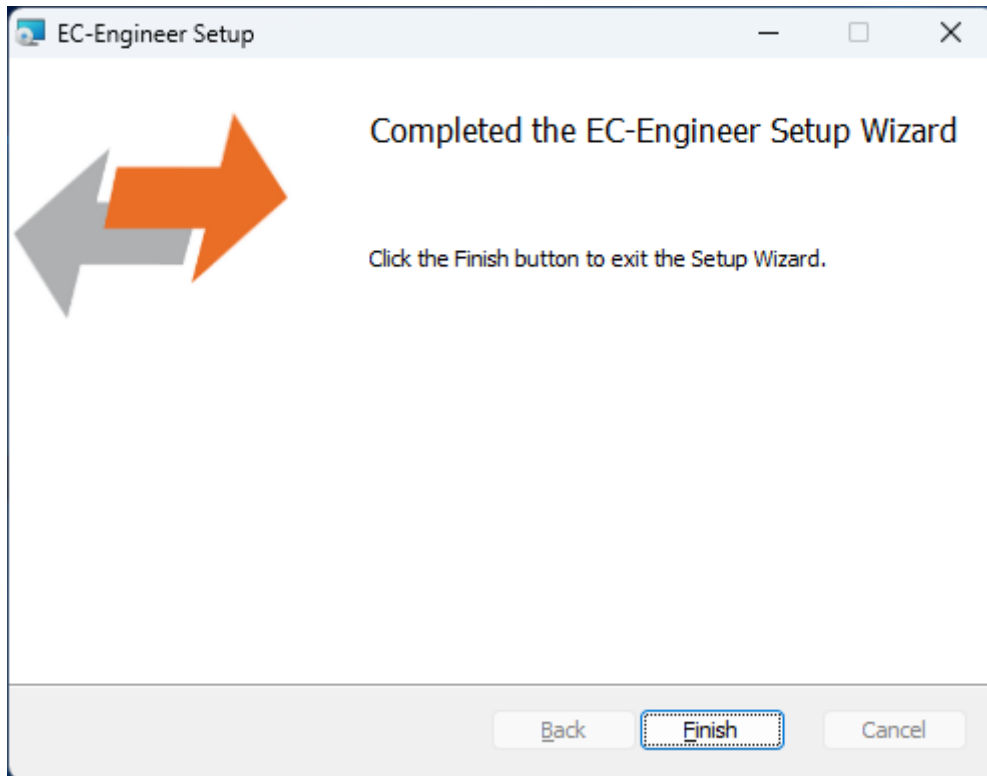 EC-Engineer Setup
Completed the EC-Engineer Setup Wizard
Click the Finish button to exit the Setup Wizard.
Back Finish Cancel